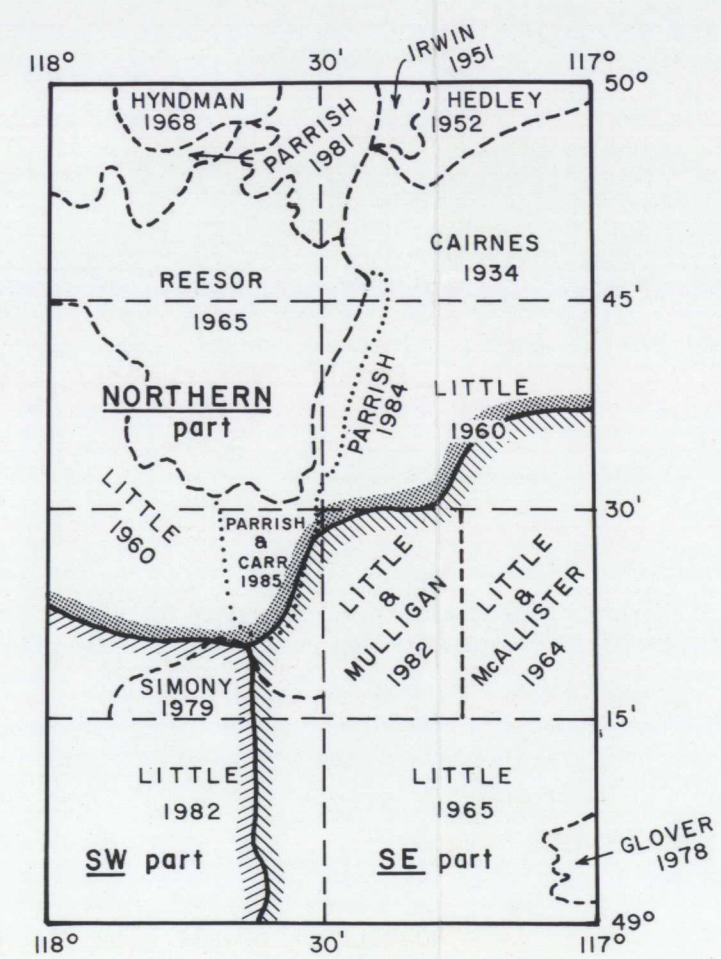 118° 30' 117°
IRWIN
1951
50°
HYNDMAN
1968
PARRISH
1981
HEDLEY
1952
CAIRNES
1934
REESOR
1965
45'
NORTHERN
part
PARRISH
1984
LITTLE
1960
LITTLE
1960
30'
PARRISH
&
CARR
1985
LITTLE
&
MULLIGAN
1982
LITTLE
&
McALLISTER
1964
SIMONY
1979
15'
LITTLE
1982
LITTLE
1965
GLOVER
1978
SW part
SE part
49°
118° 30' 117°